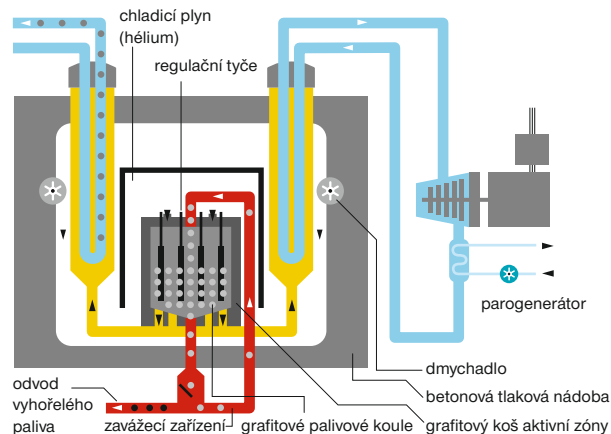 chladicí plyn
(hélium)
regulační tyče
parogenerátor
dmychadlo
betonová tlaková nádoba
odvod
vyhořelého
paliva
zavážecí zařízení
grafitové palivové koule
grafitový koš aktivní zóny